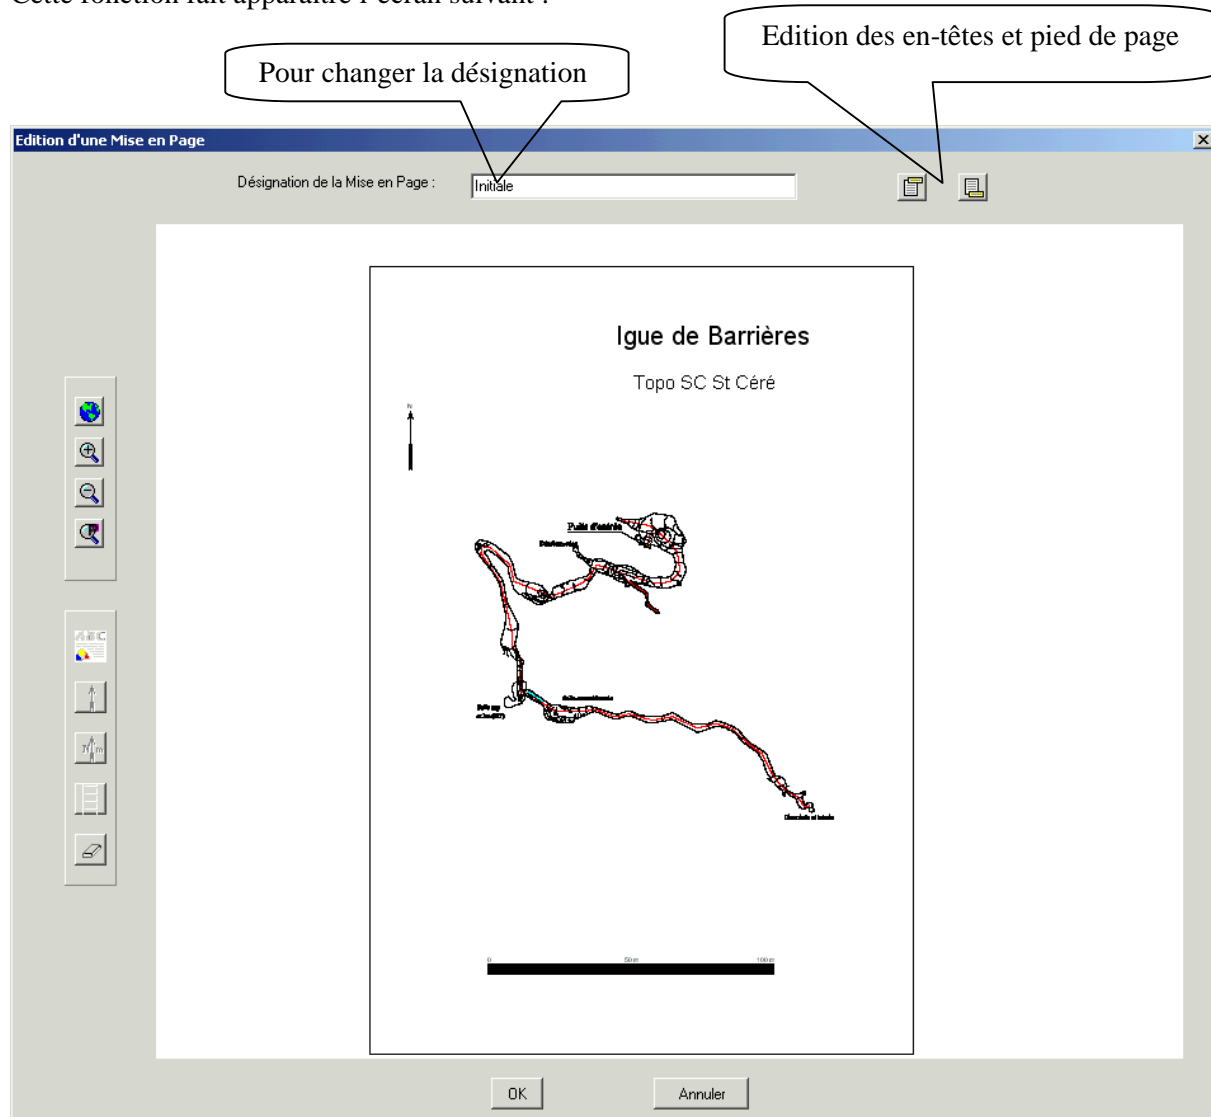 Cette fonction fait apparaître l'écran suivant :
Edition des en-têtes et pied de page
Pour changer la désignation
Edition d'une Mise en Page
Désignation de la Mise en Page :
Initiale
Igue de Barrières
Topo SC St Céré
N
Puits d'entrée
0
50 m
100 m
OK
Annuler